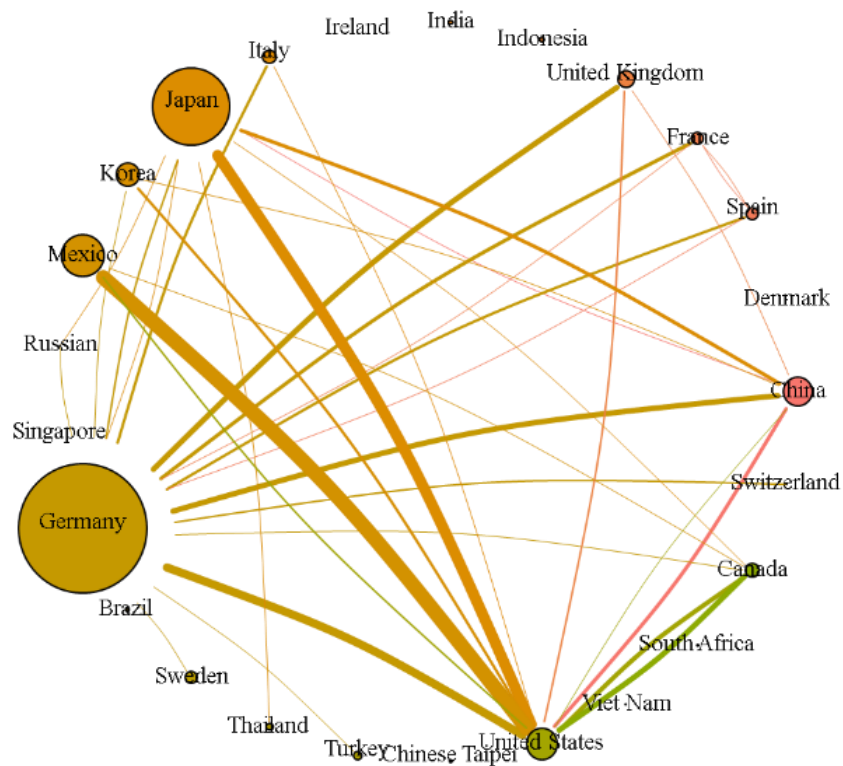 Ireland
India
Indonesia
Italy
United Kingdom
Japan
France
Korea
Spain
Mexico
Denmark
Russian
China
Singapore
Switzerland
Germany
Canada
Brazil
South Africa
Sweden
Viet Nam
Thailand
United States
Turkey
Chinese Taipei